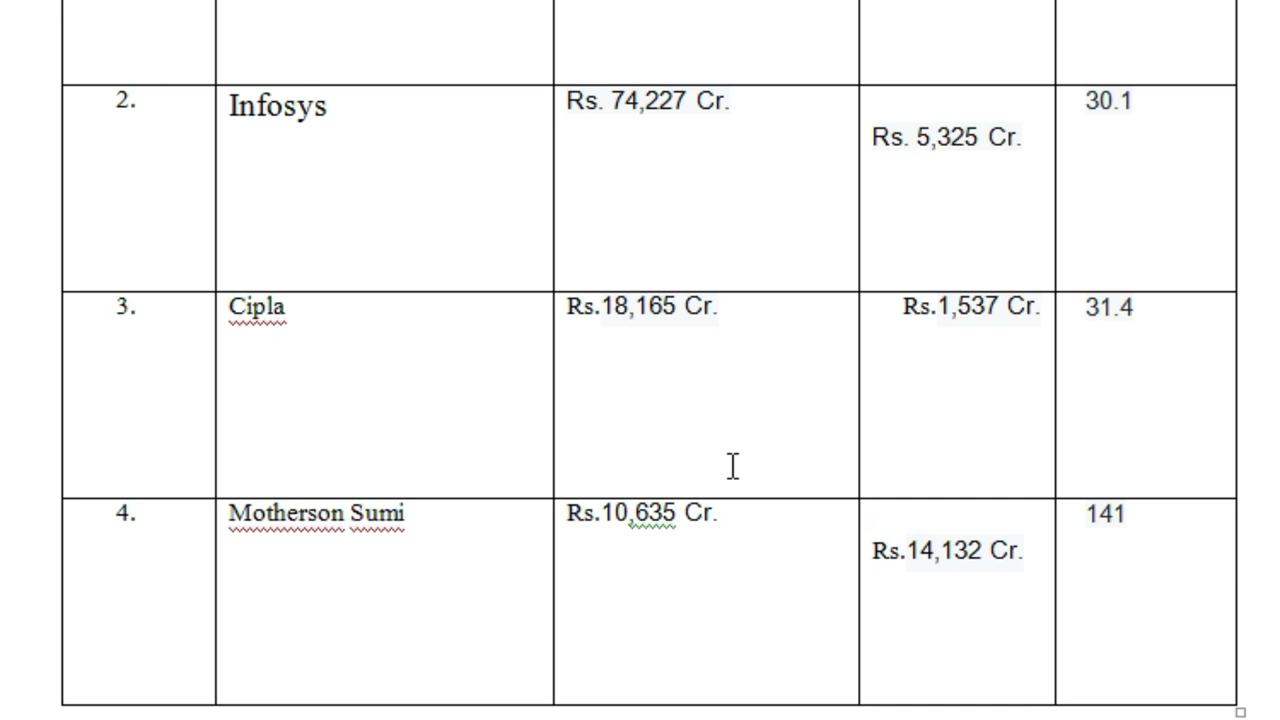 2. Infosys Rs. 74,227 Cr. 30.1
Rs. 5,325 Cr.
3. Cipla Rs.18,165 Cr. Rs.1,537 Cr. 31.4
4. Motherson Sumi Rs.10,635 Cr. 141
Rs.14,132 Cr.